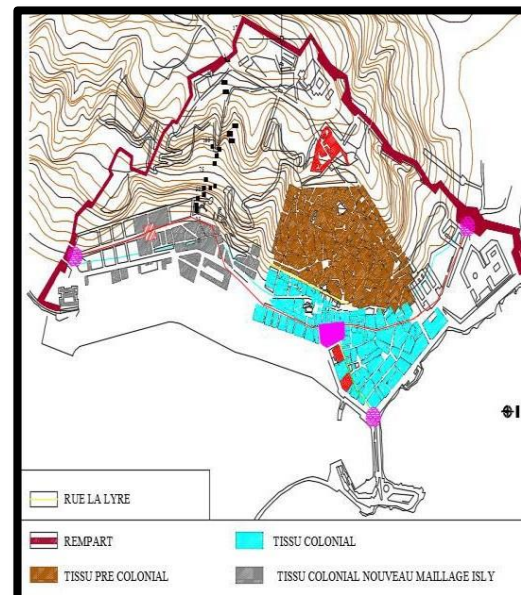 RUE LA LYRE
REMPART
TISSU COLONIAL
TISSU PRE COLONIAL
TISSU COLONIAL NOUVEAU MAILLAGE ISLY